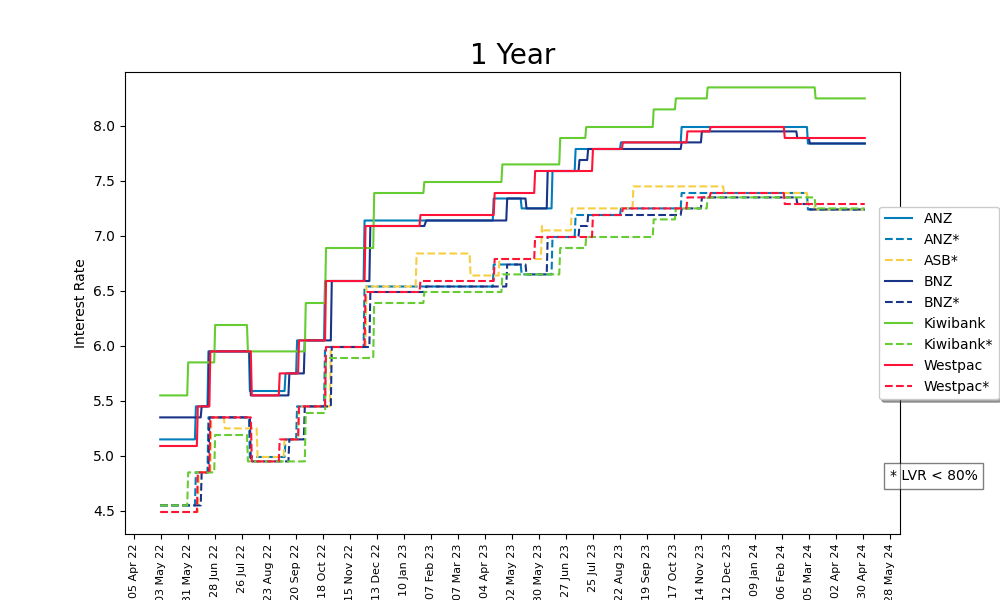 1 Year
Interest Rate
8.0
7.5
7.0
6.5
6.0
5.5
5.0
4.5
05 Apr 22
03 May 22
31 May 22
28 Jun 22
26 Jul 22
23 Aug 22
20 Sep 22
18 Oct 22
15 Nov 22
13 Dec 22
10 Jan 23
07 Feb 23
07 Mar 23
04 Apr 23
02 May 23
30 May 23
27 Jun 23
25 Jul 23
22 Aug 23
19 Sep 23
17 Oct 23
14 Nov 23
12 Dec 23
09 Jan 24
06 Feb 24
05 Mar 24
02 Apr 24
30 Apr 24
28 May 24
ANZ
ANZ*
ASB*
BNZ
BNZ*
Kiwibank
Kiwibank*
Westpac
Westpac*
* LVR < 80%